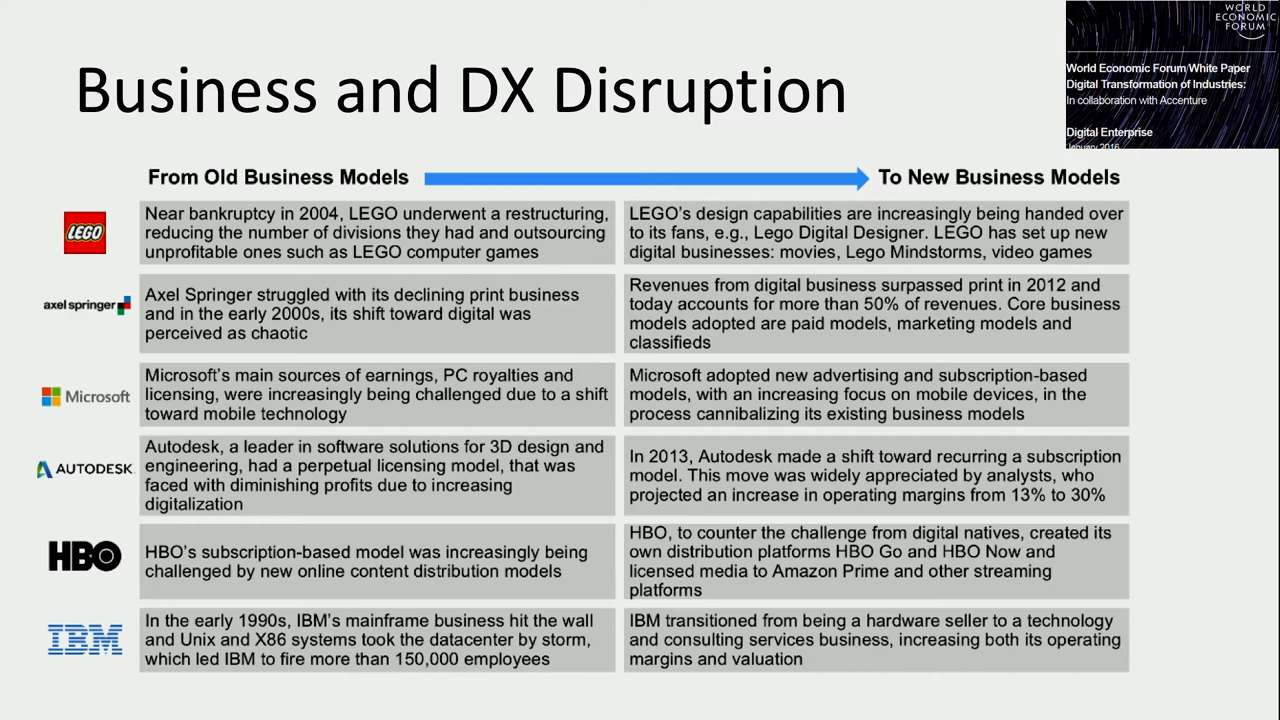 WORLD
ECONOMIC
FORUM
World Economic Forum White Paper
Digital Transformation of Industries:
In collaboration with Accenture
Digital Enterprise
January 2016
Business and DX Disruption
From Old Business Models
To New Business Models
LEGO
Near bankruptcy in 2004, LEGO underwent a restructuring,
reducing the number of divisions they had and outsourcing
unprofitable ones such as LEGO computer games
LEGO's design capabilities are increasingly being handed over
to its fans, e.g., Lego Digital Designer. LEGO has set up new
digital businesses: movies, Lego Mindstorms, video games
axel springer
Axel Springer struggled with its declining print business
and in the early 2000s, its shift toward digital was
perceived as chaotic
Revenues from digital business surpassed print in 2012 and
today accounts for more than 50% of revenues. Core business
models adopted are paid models, marketing models and
classifieds
Microsoft
Microsoft's main sources of earnings, PC royalties and
licensing, were increasingly being challenged due to a shift
toward mobile technology
Microsoft adopted new advertising and subscription-based
models, with an increasing focus on mobile devices, in the
process cannibalizing its existing business models
AUTODESK
Autodesk, a leader in software solutions for 3D design and
engineering, had a perpetual licensing model, that was
faced with diminishing profits due to increasing
digitalization
In 2013, Autodesk made a shift toward recurring a subscription
model. This move was widely appreciated by analysts, who
projected an increase in operating margins from 13% to 30%
HBO
HBO's subscription-based model was increasingly being
challenged by new online content distribution models
HBO, to counter the challenge from digital natives, created its
own distribution platforms HBO Go and HBO Now and
licensed media to Amazon Prime and other streaming
platforms
IBM
In the early 1990s, IBM's mainframe business hit the wall
and Unix and X86 systems took the datacenter by storm,
which led IBM to fire more than 150,000 employees
IBM transitioned from being a hardware seller to a technology
and consulting services business, increasing both its operating
margins and valuation